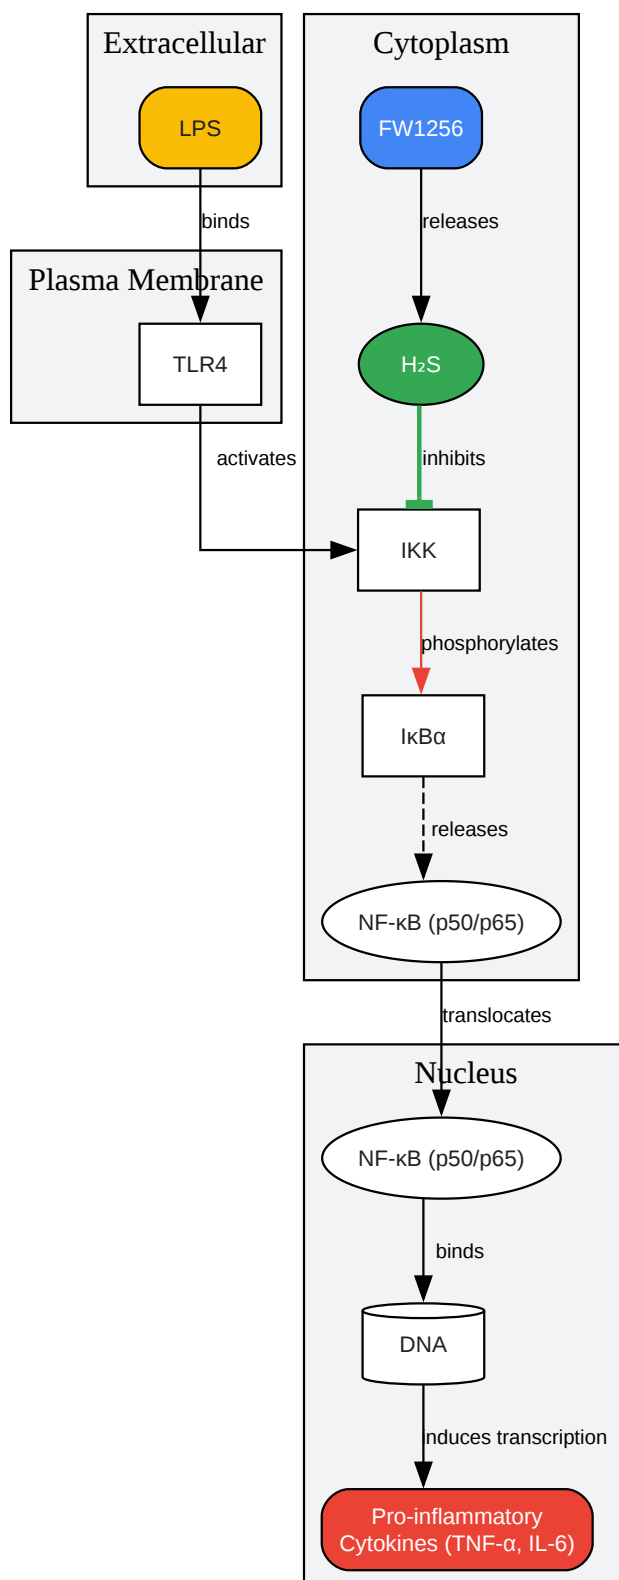 Extracellular
LPS
binds
Plasma Membrane
TLR4
activates
Cytoplasm
FW1256
releases
H₂S
inhibits
IKK
phosphorylates
IκBα
releases
NF-κB (p50/p65)
translocates
Nucleus
NF-κB (p50/p65)
binds
DNA
induces transcription
Pro-inflammatory
Cytokines (TNF-α, IL-6)